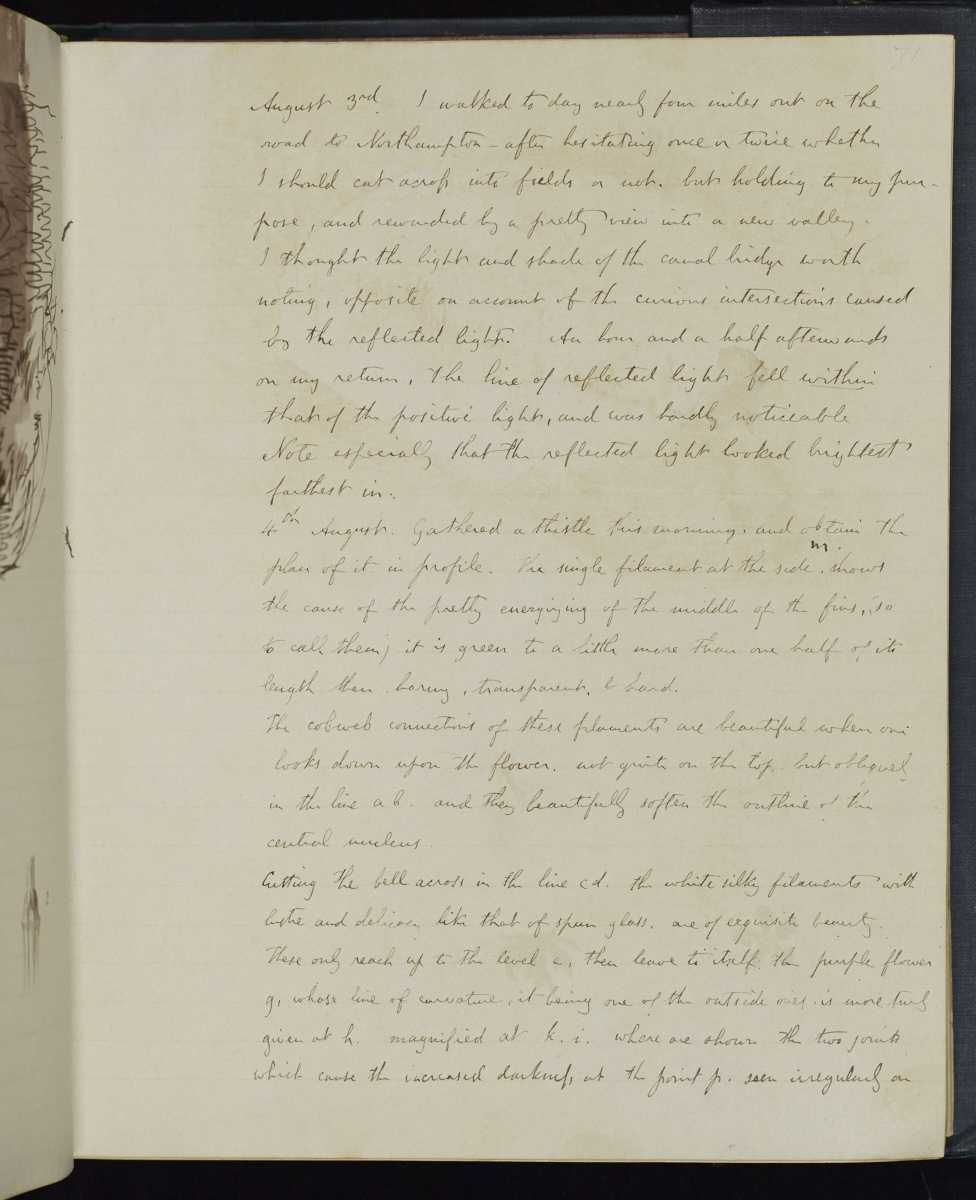 71
August 3rd. I walked to day nearly four miles out on the
road to Northampton - after hesitating once or twice whether
I should cut across into fields or not. but holding to my pur-
pose, and rewarded by a pretty view into a new valley.
I thought the light and shade of the canal bridge worth
noting, opposite on account of the curious intersections caused
by the reflected light. An hour and a half afterwards
on my return, the line of reflected light fell within
that of the positive light, and was hardly noticeable
Note especially that the reflected light looked brightest
farthest in.
4th August. Gathered a thistle this morning. and obtain the
plan of it in profile. The single filament at the side. m. shows
the cause of the pretty energizing of the middle of the fins, (so
to call them) it is green to a little more than one half of its
length then horny, transparent, & hard.
The cobweb connections of these filaments are beautiful when one
looks down upon the flower, not quite on the top. but obliquely
in the line a b. and they beautifully soften the outline of the
central nucleus.
Cutting the bell across in the line c d. the white silky filaments with
lustre and delicacy like that of spun glass. are of exquisite beauty.
These only reach up to the level e, then leave to itself the purple flower
g, whose line of curvature, it being one of the outside ones. is more truly
given at h. magnified at k. i. where are shown the two joints
which cause the increased darkness at the point p. seen irregularly on